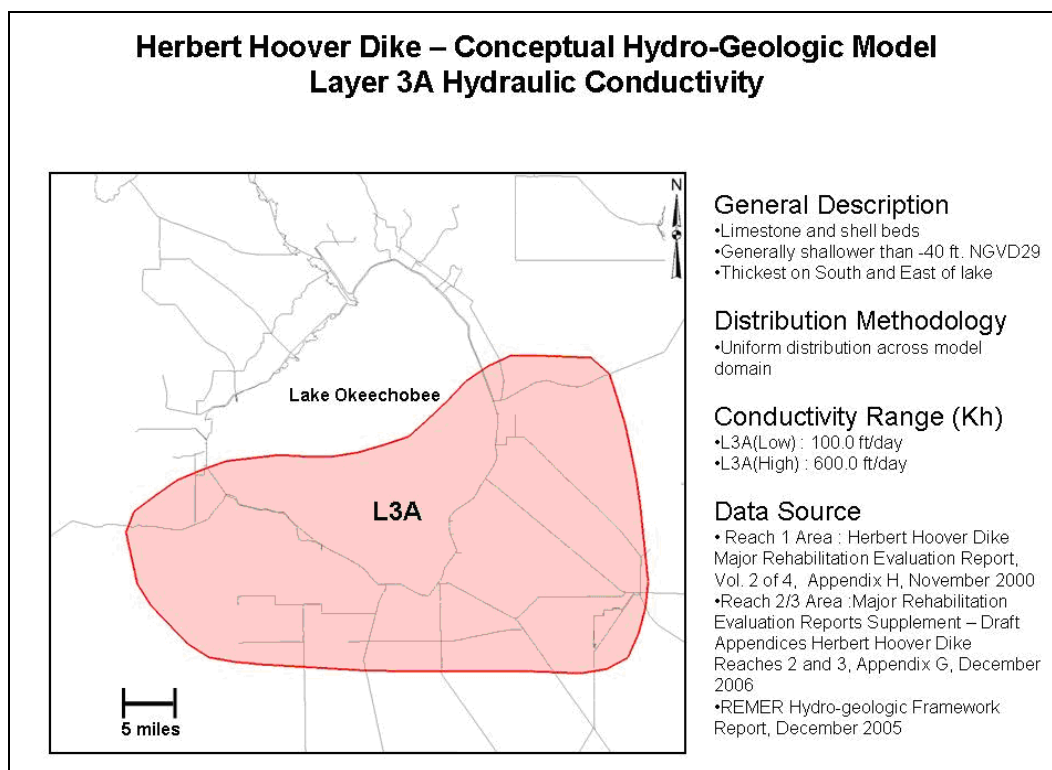 Herbert Hoover Dike – Conceptual Hydro-Geologic Model
Layer 3A Hydraulic Conductivity
N
Lake Okeechobee
L3A
5 miles
General Description
•Limestone and shell beds
•Generally shallower than -40 ft. NGVD29
•Thickest on South and East of lake
Distribution Methodology
•Uniform distribution across model
domain
Conductivity Range (Kh)
•L3A(Low) : 100.0 ft/day
•L3A(High) : 600.0 ft/day
Data Source
• Reach 1 Area : Herbert Hoover Dike
Major Rehabilitation Evaluation Report,
Vol. 2 of 4,  Appendix H, November 2000
•Reach 2/3 Area :Major Rehabilitation
Evaluation Reports Supplement – Draft
Appendices Herbert Hoover Dike
Reaches 2 and 3, Appendix G, December
2006
•REMER Hydro-geologic Framework
Report, December 2005